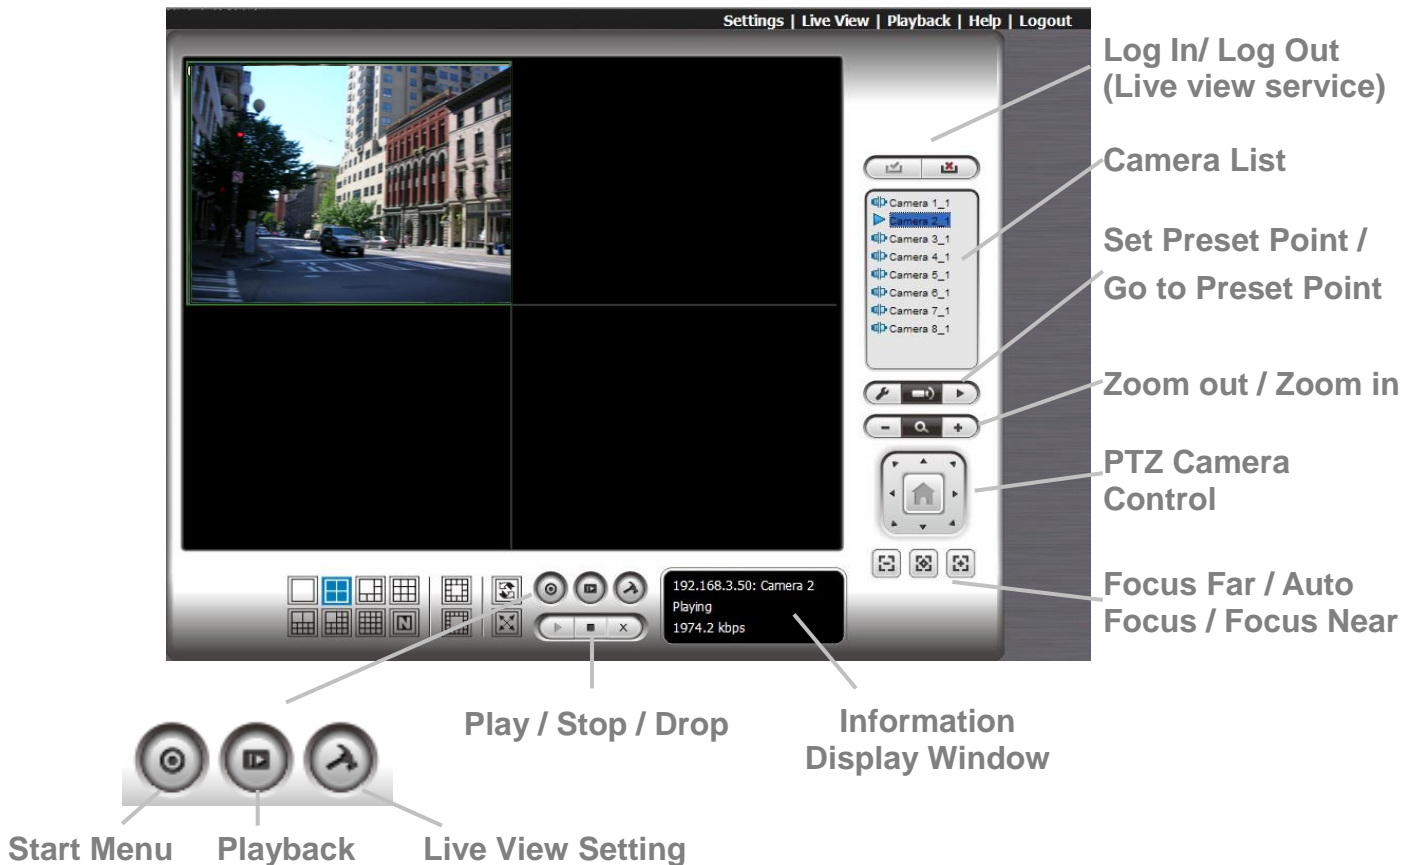 Settings | Live View | Playback | Help | Logout
Log In/ Log Out
(Live view service)
Camera List
Camera 1_1
Camera 2_1
Camera 3_1
Camera 4_1
Camera 5_1
Camera 6_1
Camera 7_1
Camera 8_1
Set Preset Point /
Go to Preset Point
Zoom out / Zoom in
PTZ Camera
Control
Focus Far / Auto
Focus / Focus Near
N
192.168.3.50: Camera 2
Playing
1974.2 kbps
Play / Stop / Drop
Information
Display Window
Start Menu
Playback
Live View Setting